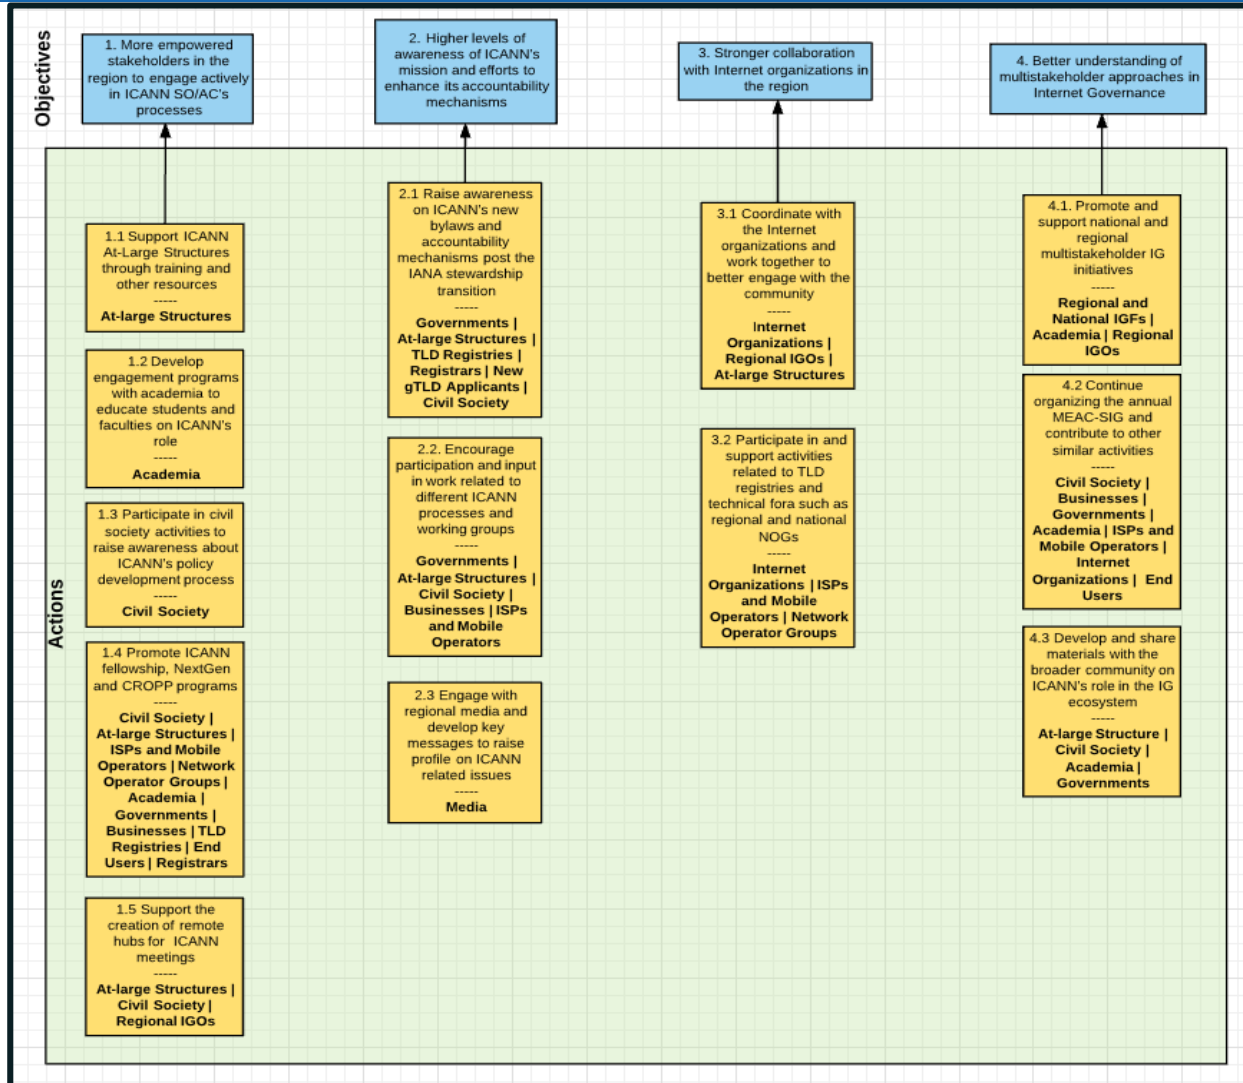 Objectives
1. More empowered
stakeholders in the
region to engage actively
in ICANN SO/AC's
processes
2. Higher levels of
awareness of ICANN's
mission and efforts to
enhance its accountability
mechanisms
3. Stronger collaboration
with Internet organizations in
the region
4. Better understanding of
multistakeholder approaches in
Internet Governance
Actions
1.1 Support ICANN
At-Large Structures
through training and
other resources
-----
At-large Structures
1.2 Develop
engagement programs
with academia to
educate students and
faculties on ICANN's
role
-----
Academia
1.3 Participate in civil
society activities to
raise awareness about
ICANN's policy
development process
-----
Civil Society
1.4 Promote ICANN
fellowship, NextGen
and CROPP programs
-----
Civil Society |
At-large Structures |
ISPs and Mobile
Operators | Network
Operator Groups |
Academia |
Governments |
Businesses | TLD
Registries | End
Users | Registrars
1.5 Support the
creation of remote
hubs for ICANN
meetings
-----
At-large Structures |
Civil Society |
Regional IGOs
2.1 Raise awareness
on ICANN's new
bylaws and
accountability
mechanisms post the
IANA stewardship
transition
-----
Governments |
At-large Structures |
TLD Registries |
Registrars | New
gTLD Applicants |
Civil Society
2.2. Encourage
participation and input
in work related to
different ICANN
processes and
working groups
-----
Governments |
At-large Structures |
Civil Society |
Businesses | ISPs
and Mobile
Operators
2.3 Engage with
regional media and
develop key
messages to raise
profile on ICANN
related issues
-----
Media
3.1 Coordinate with
the Internet
organizations and
work together to
better engage with the
community
-----
Internet
Organizations |
Regional IGOs |
At-large Structures
3.2 Participate in and
support activities
related to TLD
registries and
technical fora such as
regional and national
NOGs
-----
Internet
Organizations | ISPs
and Mobile
Operators | Network
Operator Groups
4.1. Promote and
support national and
regional
multistakeholder IG
initiatives
-----
Regional and
National IGFs |
Academia | Regional
IGOs
4.2 Continue
organizing the annual
MEAC-SIG and
contribute to other
similar activities
-----
Civil Society |
Businesses |
Governments |
Academia | ISPs and
Mobile Operators |
Internet
Organizations | End
Users
4.3 Develop and share
materials with the
broader community on
ICANN's role in the IG
ecosystem
-----
At-large Structure |
Civil Society |
Academia |
Governments